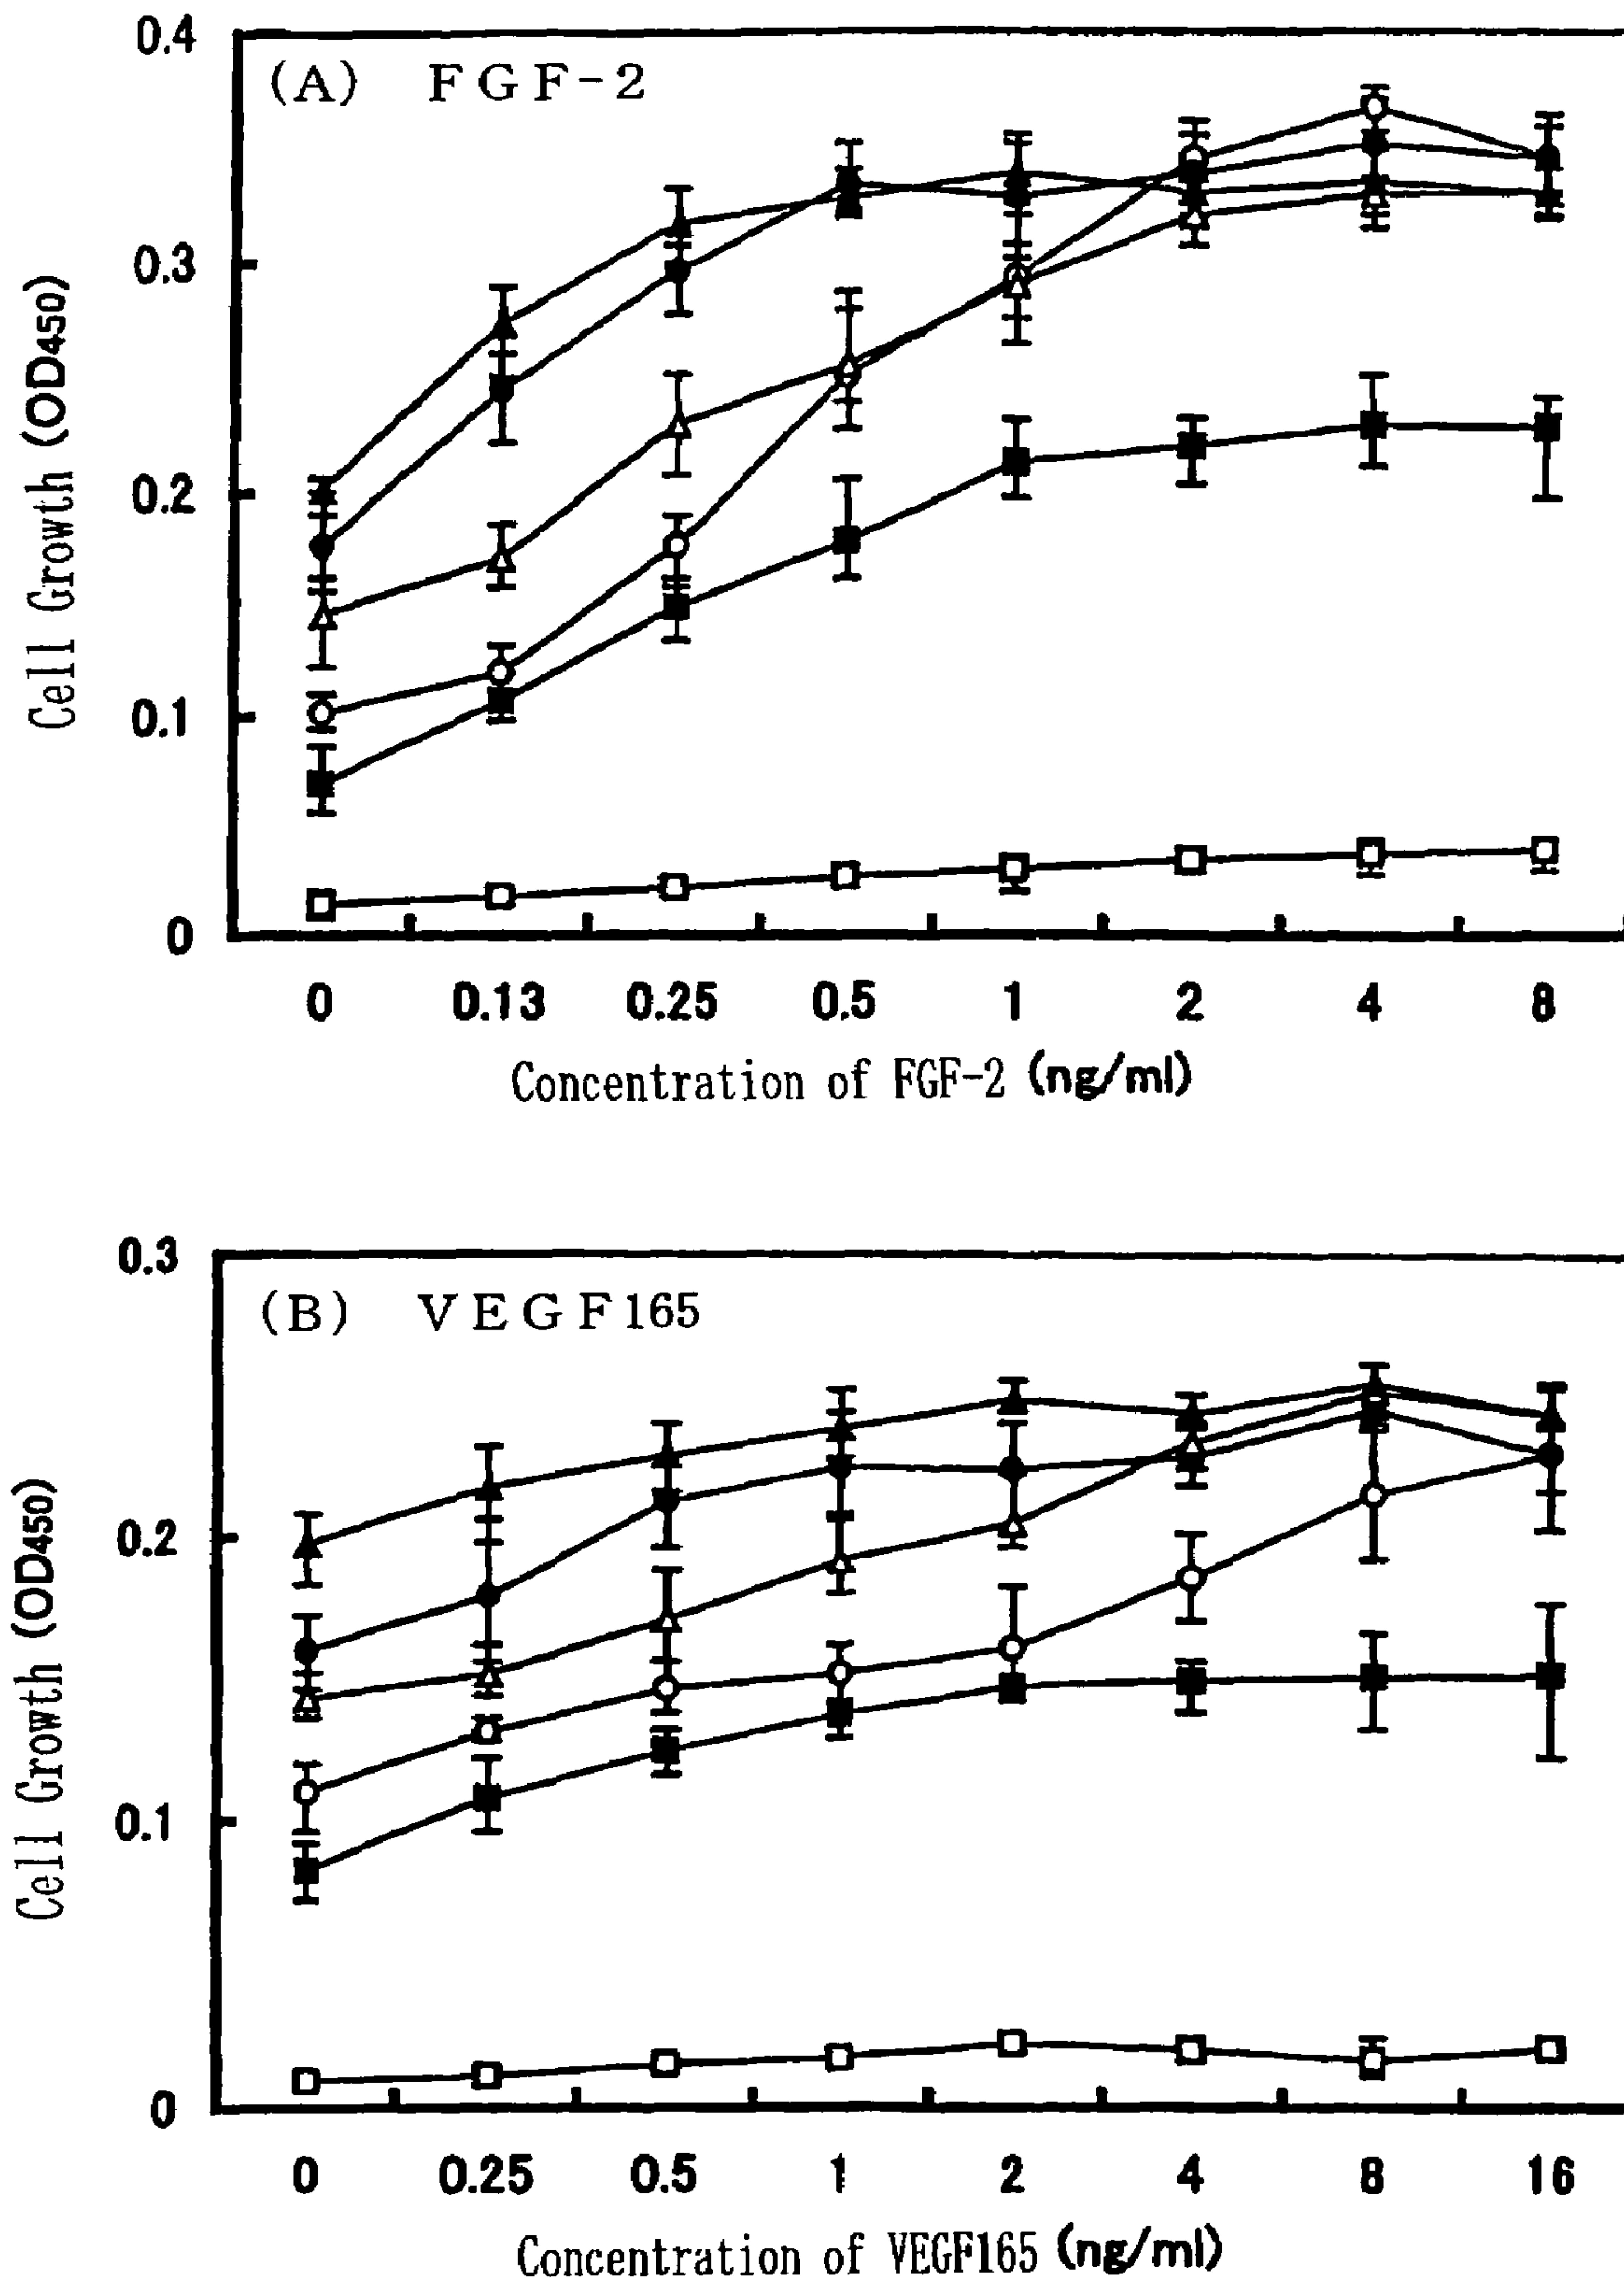 0.4
(A) FGF-2
0.3
0.2
0.1
0
Cell Growth (OD450)
0 0.13 0.25 0.5 1 2 4 8
Concentration of FGF-2 (ng/ml)
0.3
(B) VEGF165
0.2
0.1
0
Cell Growth (OD450)
0 0.25 0.5 1 2 4 8 16
Concentration of VEGF165 (ng/ml)